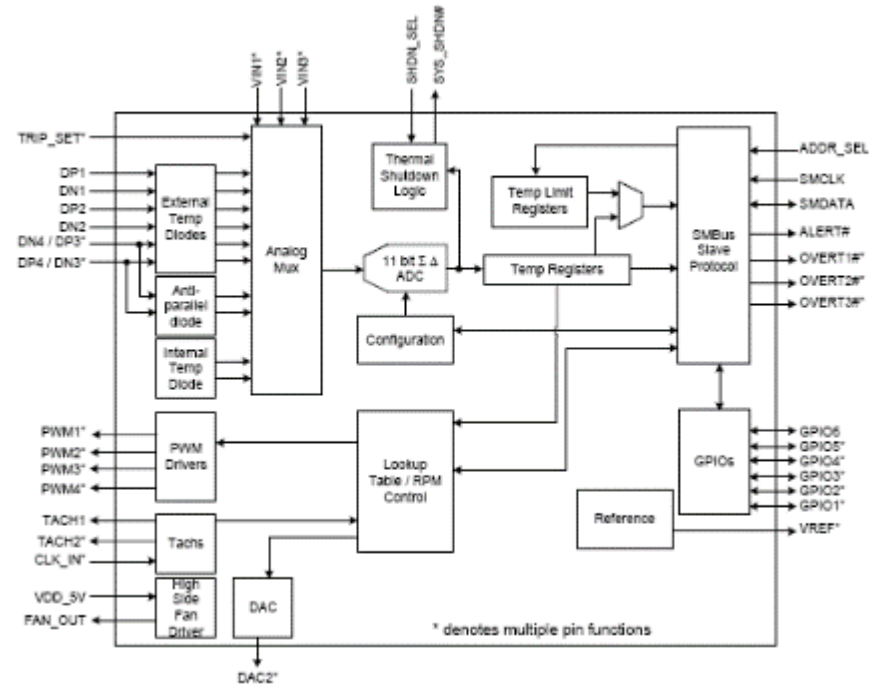 VIN1*
VIN2*
VIN3*
SHDN_SEL
SYS_SHDN#
TRIP_SET*
DP1
DN1
DP2
DN2
DN4 / DP3*
DP4 / DN3*
External
Temp
Diodes
Anti-
parallel
diode
Internal
Temp
Diode
Analog
Mux
Thermal
Shutdown
Logic
11 bit Σ Δ
ADC
Configuration
Temp Limit
Registers
Temp Registers
SMBus
Slave
Protocol
ADDR_SEL
SMCLK
SMDATA
ALERT#
OVERT1#*
OVERT2#*
OVERT3#*
PWM1*
PWM2*
PWM3*
PWM4*
PWM
Drivers
Lookup
Table / RPM
Control
GPIOs
GPIO6
GPIO5*
GPIO4*
GPIO3*
GPIO2*
GPIO1*
TACH1
TACH2*
CLK_IN*
Tachs
Reference
VREF*
VDD_5V
FAN_OUT
High
Side
Fan
Driver
DAC
DAC2*
* denotes multiple pin functions